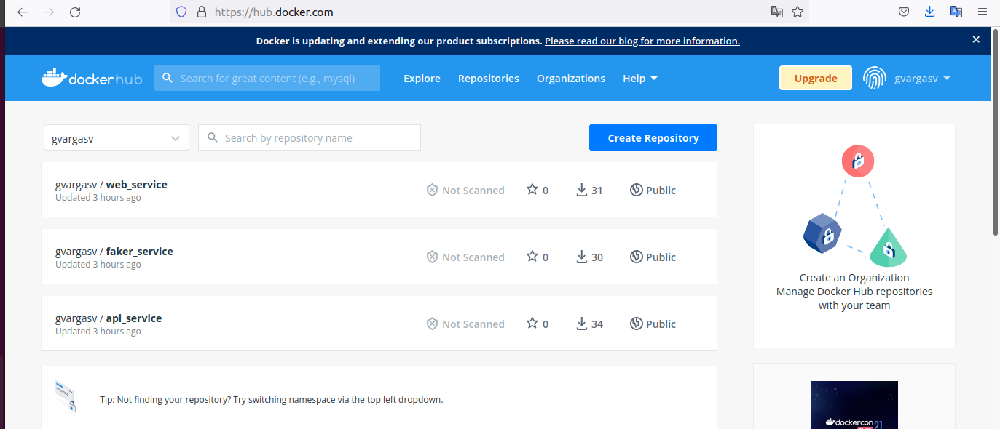 https://hub.docker.com
Docker is updating and extending our product subscriptions. Please read our blog for more information.
docker hub
Search for great content (e.g., mysql)
Explore
Repositories
Organizations
Help
Upgrade
gvargasv
gvargasv
Search by repository name
Create Repository
gvargasv / web_service
Updated 3 hours ago
Not Scanned
0
31
Public
gvargasv / faker_service
Updated 3 hours ago
Not Scanned
0
30
Public
gvargasv / api_service
Updated 3 hours ago
Not Scanned
0
34
Public
Tip: Not finding your repository? Try switching namespace via the top left dropdown.
Create an Organization
Manage Docker Hub repositories
with your team
dockercon 21